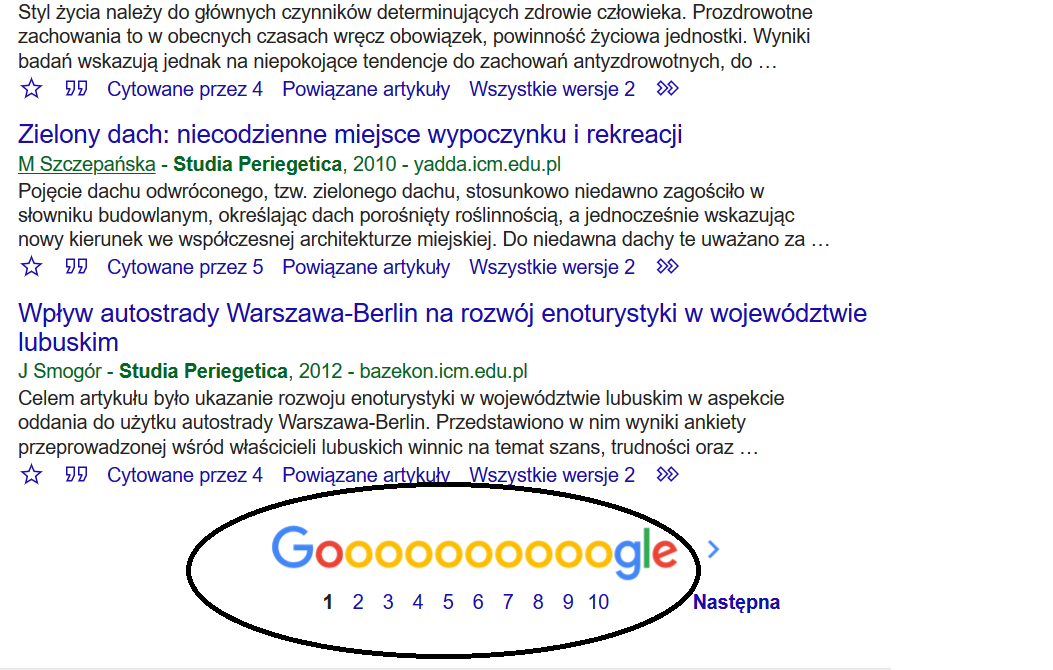 Styl życia należy do głównych czynników determinujących zdrowie człowieka. Prozdrowotne
zachowania to w obecnych czasach wręcz obowiązek, powinność życiowa jednostki. Wyniki
badań wskazują jednak na niepokojące tendencje do zachowań antyzdrowotnych, do …
Cytowane przez 4 Powiązane artykuły Wszystkie wersje 2
Zielony dach: niecodzienne miejsce wypoczynku i rekreacji
M Szczepańska - Studia Periegetica, 2010 - yadda.icm.edu.pl
Pojęcie dachu odwróconego, tzw. zielonego dachu, stosunkowo niedawno zagościło w
słowniku budowlanym, określając dach porośnięty roślinnością, a jednocześnie wskazując
nowy kierunek we współczesnej architekturze miejskiej. Do niedawna dachy te uważano za …
Cytowane przez 5 Powiązane artykuły Wszystkie wersje 2
Wpływ autostrady Warszawa-Berlin na rozwój enoturystyki w województwie
lubuskim
J Smogór - Studia Periegetica, 2012 - bazekon.icm.edu.pl
Celem artykułu było ukazanie rozwoju enoturystyki w województwie lubuskim w aspekcie
oddania do użytku autostrady Warszawa-Berlin. Przedstawiono w nim wyniki ankiety
przeprowadzonej wśród właścicieli lubuskich winnic na temat szans, trudności oraz …
Cytowane przez 4 Powiązane artykuły Wszystkie wersje 2
Gooooooooooogle
1 2 3 4 5 6 7 8 9 10 Następna